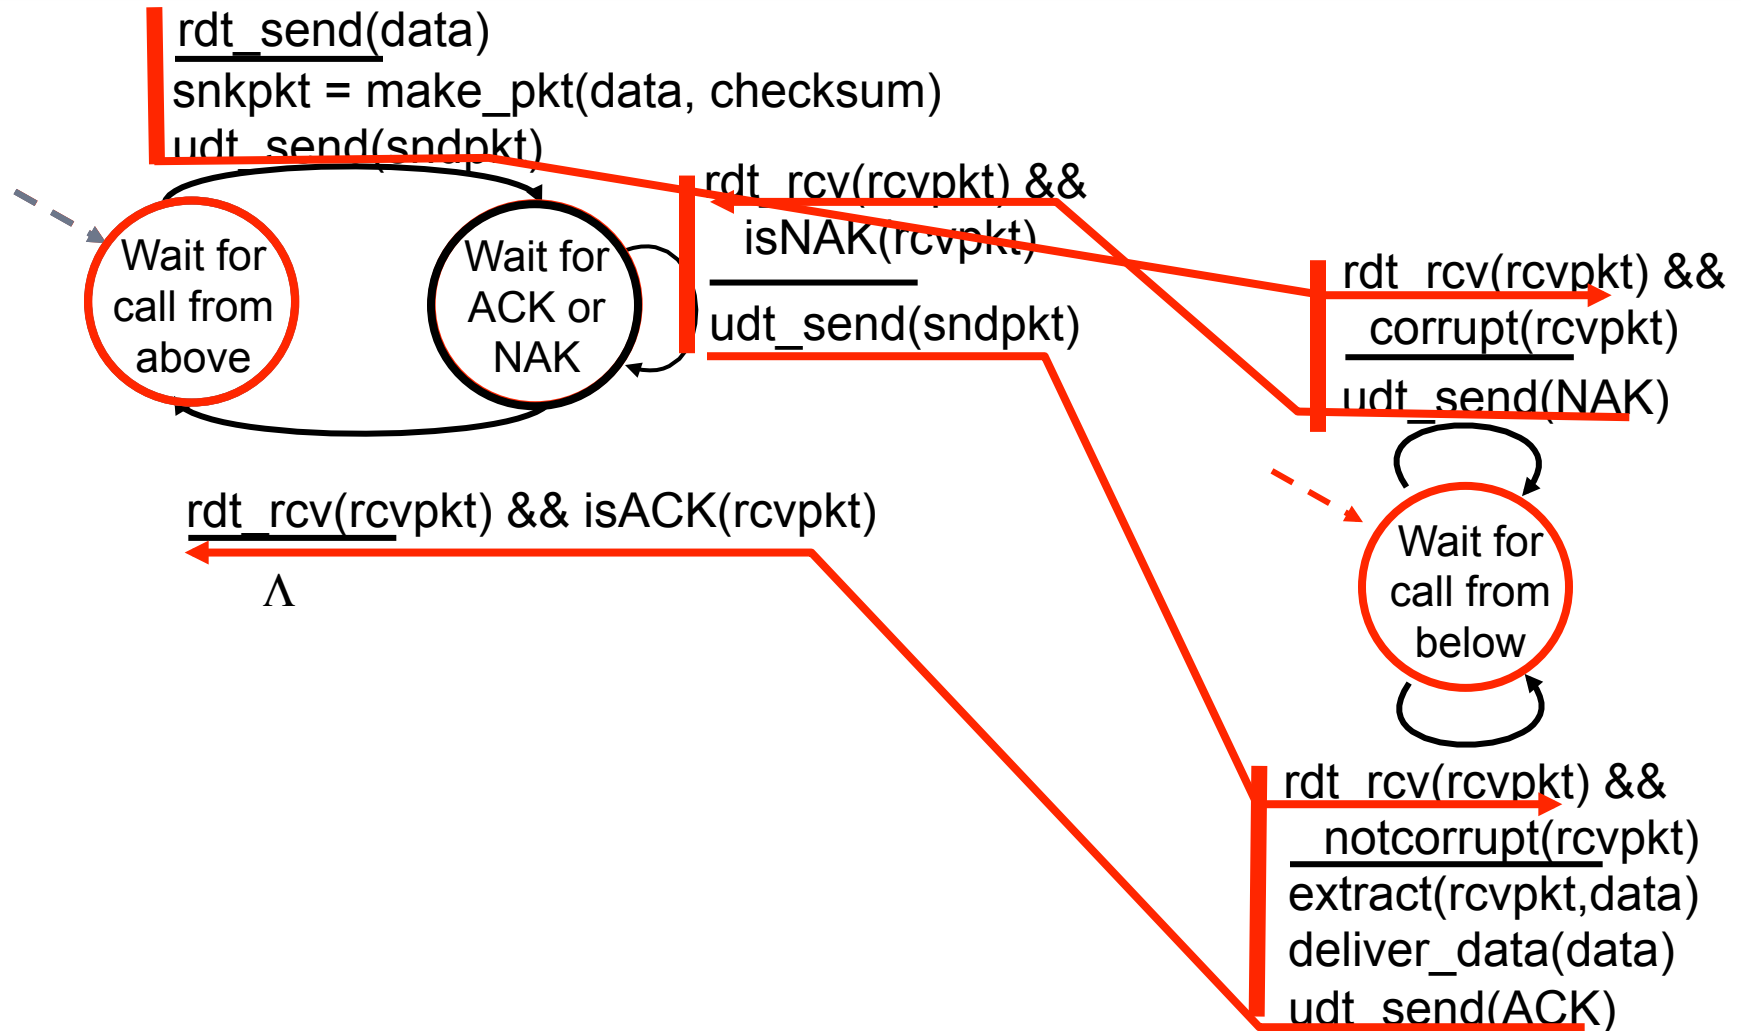 rdt_send(data)
snkpkt = make_pkt(data, checksum)
udt_send(sndpkt)
rdt_rcv(rcvpkt) &&
isNAK(rcvpkt)
udt_send(sndpkt)
Wait for
call from
above
Wait for
ACK or
NAK
rdt_rcv(rcvpkt) &&
corrupt(rcvpkt)
udt_send(NAK)
rdt_rcv(rcvpkt) && isACK(rcvpkt)
Λ
Wait for
call from
below
rdt_rcv(rcvpkt) &&
notcorrupt(rcvpkt)
extract(rcvpkt,data)
deliver_data(data)
udt_send(ACK)